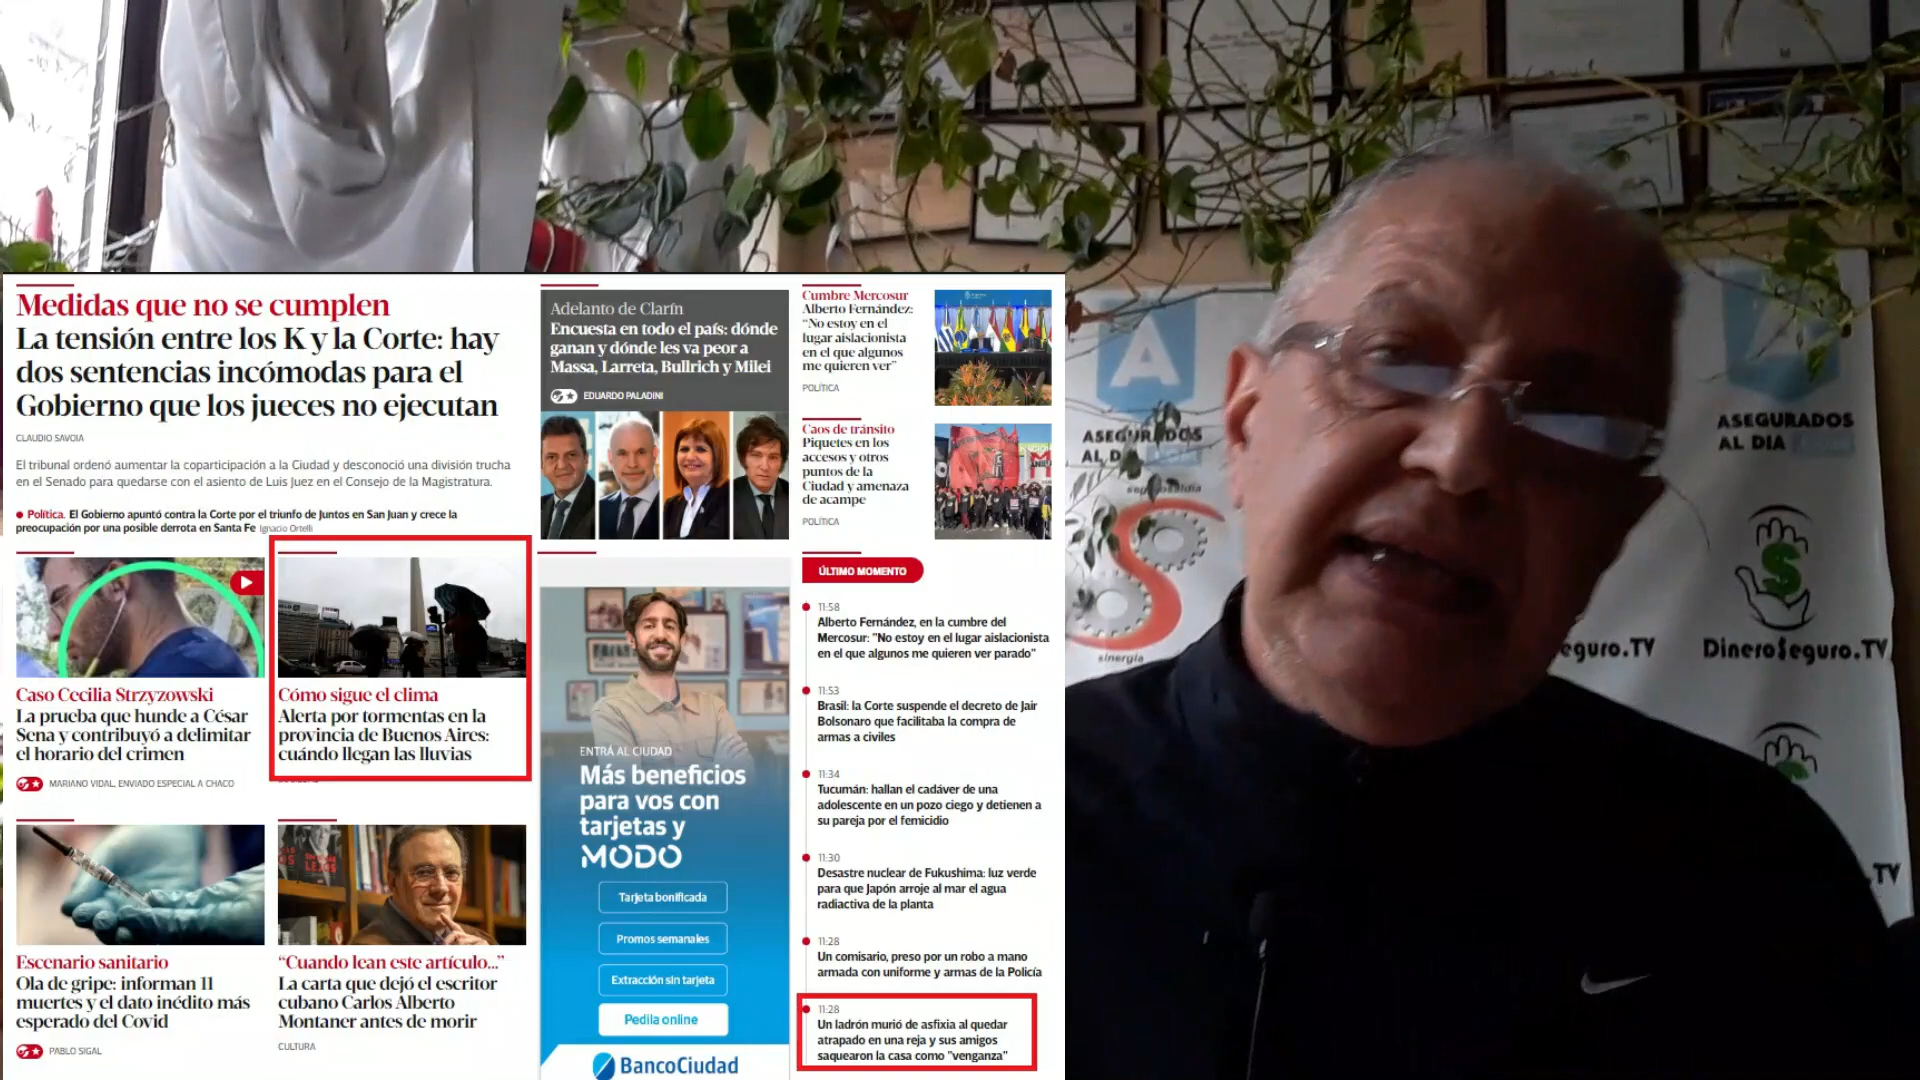 Medidas que no se cumplen
La tensión entre los K y la Corte: hay
dos sentencias incómodas para el
Gobierno que los jueces no ejecutan
CLAUDIO SAVOIA
El tribunal ordenó aumentar la coparticipación a la Ciudad y desconoció una división trucha
en el Senado para quedarse con el asiento de Luis Juez en el Consejo de la Magistratura.
Política. El Gobierno apuntó contra la Corte por el triunfo de Juntos en San Juan y crece la
preocupación por una posible derrota en Santa Fe Ignacio Ortelli
Caso Cecilia Strzyzowski
La prueba que hunde a César
Sena y contribuyó a delimitar
el horario del crimen
MARIANO VIDAL, ENVIADO ESPECIAL A CHACO
Cómo sigue el clima
Alerta por tormentas en la
provincia de Buenos Aires:
cuándo llegan las lluvias
Escenario sanitario
Ola de gripe: informan 11
muertes y el dato inédito más
esperado del Covid
PABLO SIGAL
“Cuando lean este artículo...”
La carta que dejó el escritor
cubano Carlos Alberto
Montaner antes de morir
CULTURA
Adelanto de Clarín
Encuesta en todo el país: dónde
ganan y dónde les va peor a
Massa, Larreta, Bullrich y Milei
EDUARDO PALADINI
ENTRÁ AL CIUDAD
Más beneficios
para vos con
tarjetas y
MODO
Tarjeta bonificada
Promos semanales
Extracción sin tarjeta
Pedila online
BancoCiudad
Cumbre Mercosur
Alberto Fernández:
“No estoy en el
lugar aislacionista
en el que algunos
me quieren ver”
POLÍTICA
Caos de tránsito
Piquetes en los
accesos y otros
puntos de la
Ciudad y amenaza
de acampe
POLÍTICA
ÚLTIMO MOMENTO
11:58
Alberto Fernández, en la cumbre del
Mercosur: "No estoy en el lugar aislacionista
en el que algunos me quieren ver parado"
11:53
Brasil: la Corte suspende el decreto de Jair
Bolsonaro que facilitaba la compra de
armas a civiles
11:34
Tucumán: hallan el cadáver de una
adolescente en un pozo ciego y detienen a
su pareja por el femicidio
11:30
Desastre nuclear de Fukushima: luz verde
para que Japón arroje al mar el agua
radiactiva de la planta
11:28
Un comisario, preso por un robo a mano
armada con uniforme y armas de la Policía
11:28
Un ladrón murió de asfixia al quedar
atrapado en una reja y sus amigos
saquearon la casa como "venganza"
A
ASEGURADOS
AL DIA
sinergia
ASEGURADOS
AL DIA
eguro.TV
DineroSeguro.TV
.TV